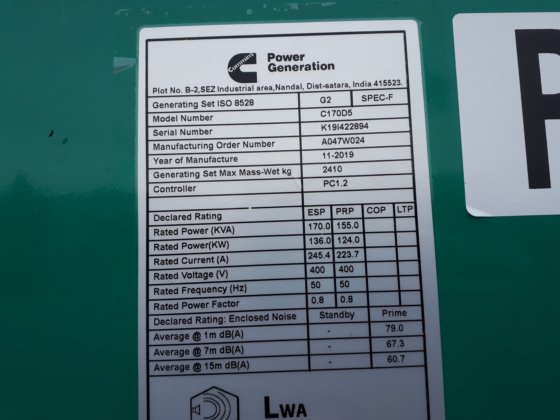 Cummins Power
Generation
Plot No. B-2,SEZ Industrial area,Nandal, Dist-satara, India 415523.
Generating Set ISO 8528 G2 SPEC-F
Model Number C170D5
Serial Number K19I422894
Manufacturing Order Number A047W024
Year of Manufacture 11-2019
Generating Set Max Mass-Wet kg 2410
Controller PC1.2
Declared Rating ESP PRP COP LTP
Rated Power (KVA) 170.0 155.0
Rated Power(KW) 136.0 124.0
Rated Current (A) 245.4 223.7
Rated Voltage (V) 400 400
Rated Frequency (Hz) 50 50
Rated Power Factor 0.8 0.8
Declared Rating: Enclosed Noise Standby Prime
Average @ 1m dB(A) - 79.0
Average @ 7m dB(A) - 67.3
Average @ 15m dB(A) - 60.7
LWA